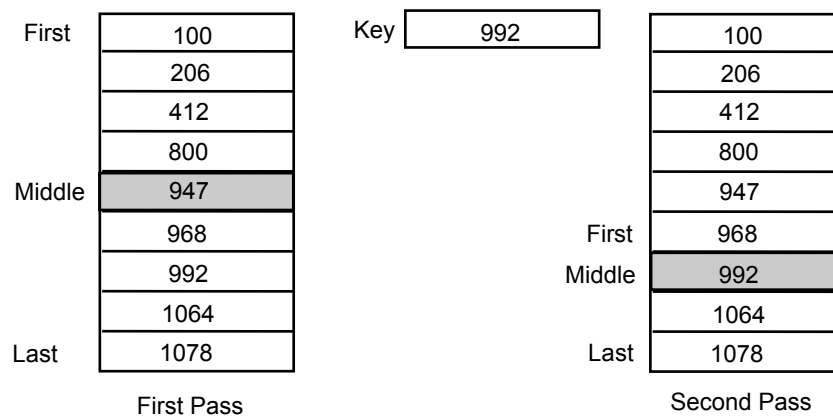 First 100 Key 992 100
206 206
412 412
800 800
Middle 947 947
968 First 968
992 Middle 992
1064 1064
Last 1078 Last 1078
First Pass Second Pass